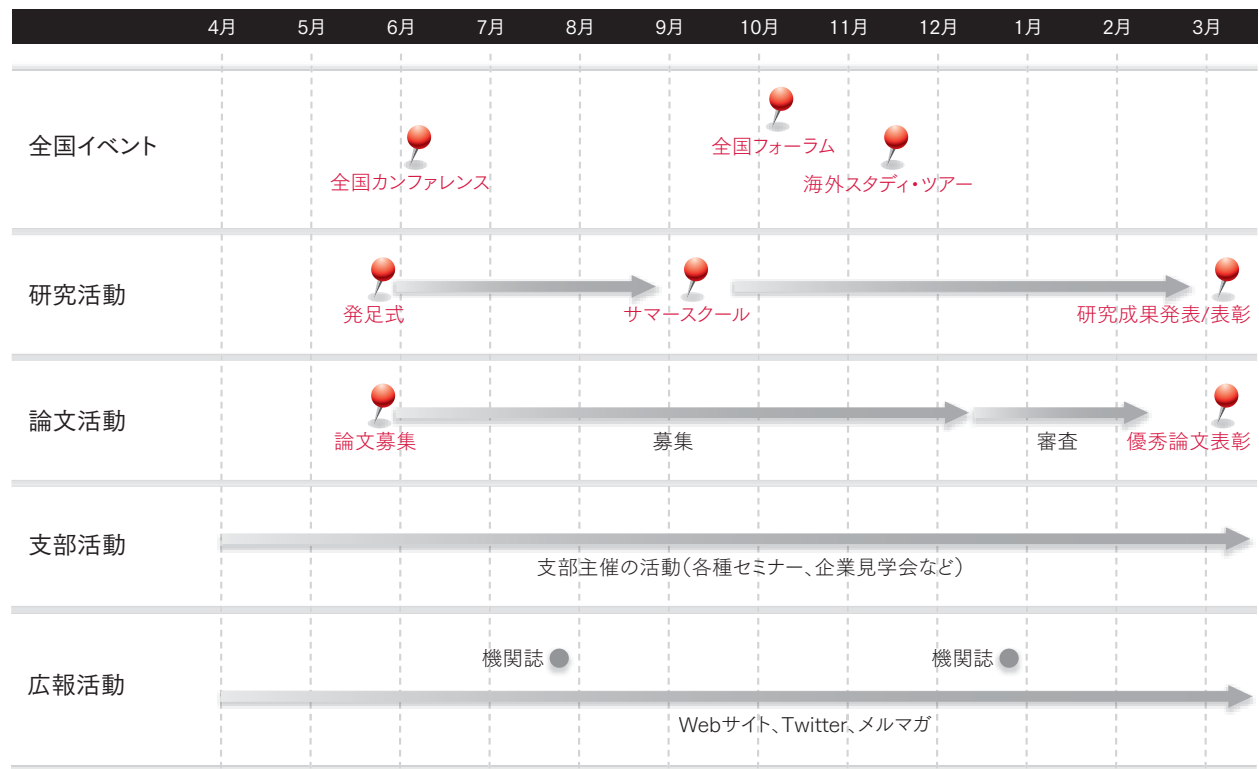 4月 5月 6月 7月 8月 9月 10月 11月 12月 1月 2月 3月
全国イベント
全国フォーラム
全国カンファレンス
海外スタディ・ツアー
研究活動
発足式
サマースクール
研究成果発表/表彰
論文活動
論文募集
募集
審査
優秀論文表彰
支部活動
支部主催の活動(各種セミナー、企業見学会など)
広報活動
機関誌
機関誌
Webサイト、Twitter、メルマガ